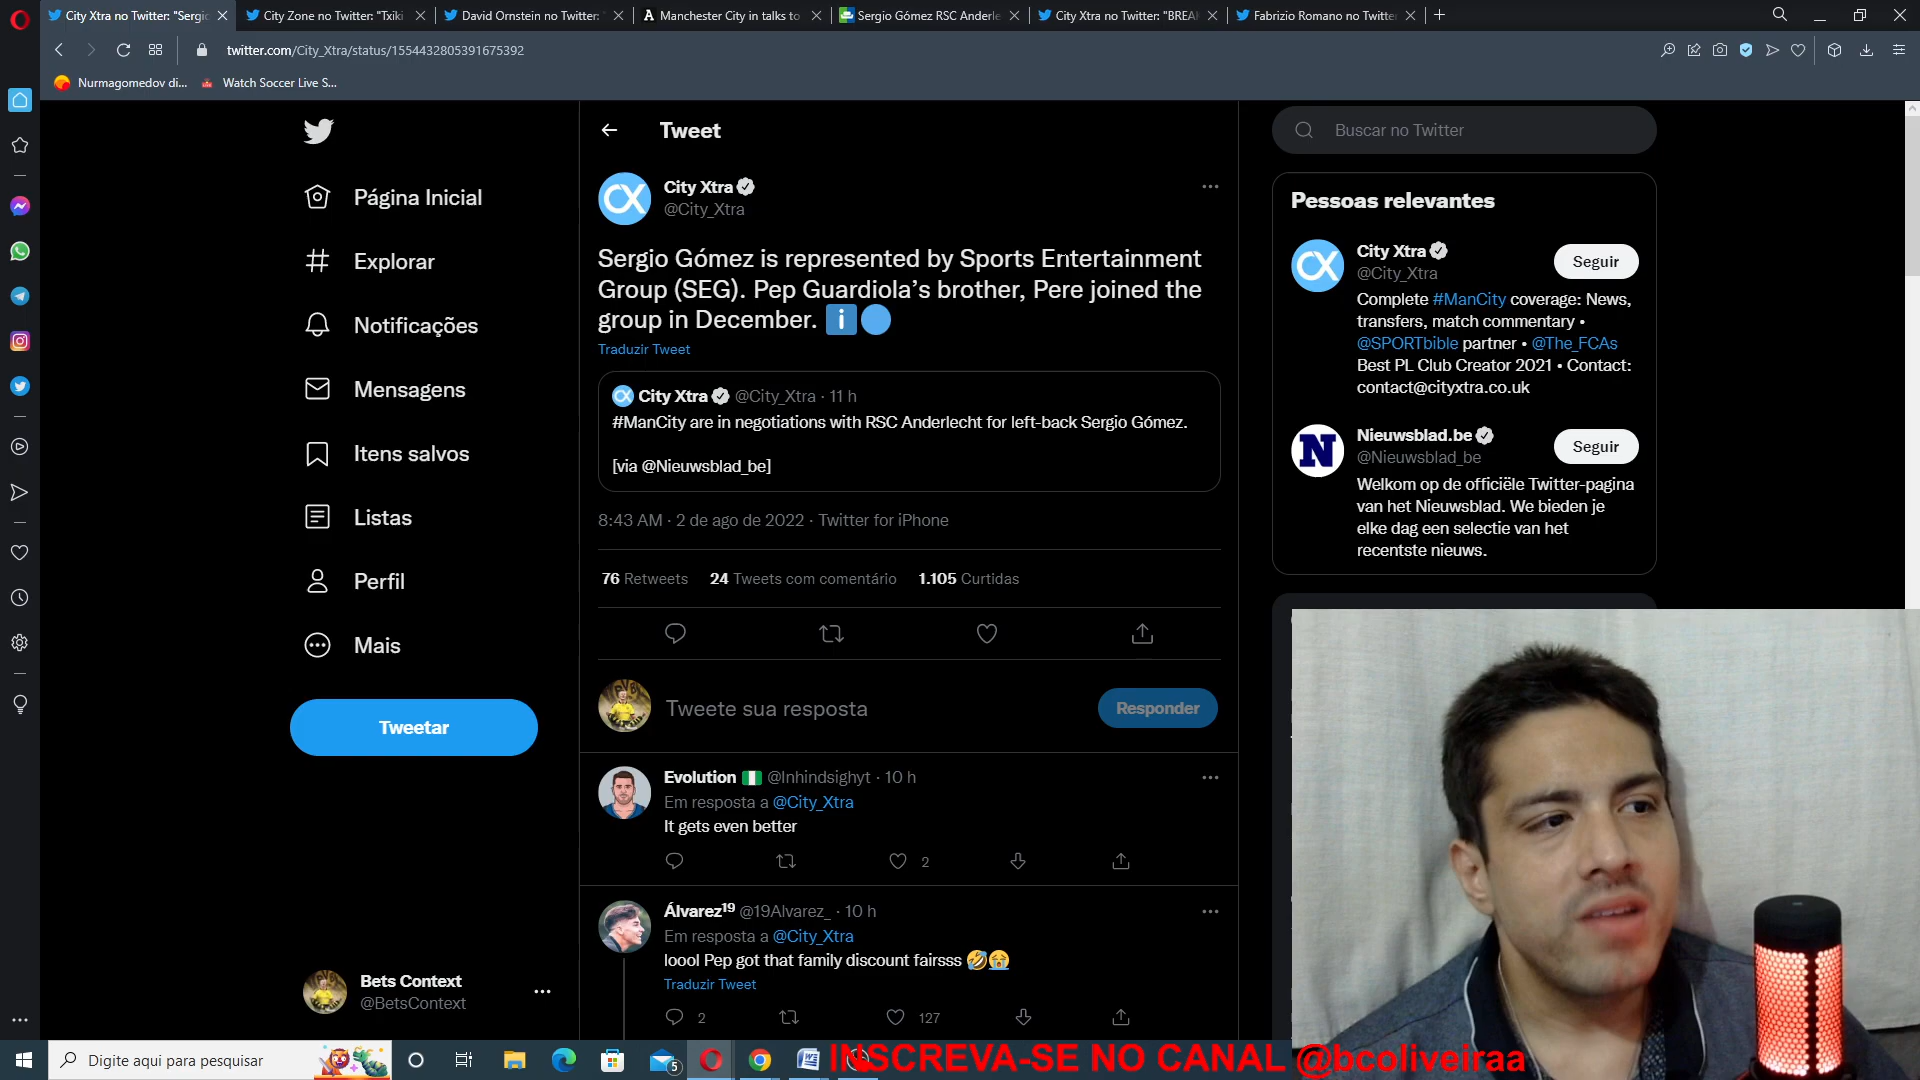 City Xtra no Twitter: "Sergi
City Zone no Twitter: "Txiki
David Ornstein no Twitter:
Manchester City in talks to
Sergio Gómez RSC Anderle
City Xtra no Twitter: "BREA
Fabrizio Romano no Twitte
twitter.com/City_Xtra/status/1554432805391675392
Nurmagomedov di...
Watch Soccer Live S...
Página Inicial
Explorar
Notificações
Mensagens
Itens salvos
Listas
Perfil
Mais
Tweetar
Bets Context
@BetsContext
Tweet
City Xtra
@City_Xtra
Sergio Gómez is represented by Sports Entertainment
Group (SEG). Pep Guardiola’s brother, Pere joined the
group in December. ℹ️🔵
Traduzir Tweet
City Xtra @City_Xtra · 11 h
#ManCity are in negotiations with RSC Anderlecht for left-back Sergio Gómez.
[via @Nieuwsblad_be]
8:43 AM · 2 de ago de 2022 · Twitter for iPhone
76 Retweets 24 Tweets com comentário 1.105 Curtidas
Tweete sua resposta
Responder
Evolution 🇳🇬 @Inhindsighyt · 10 h
Em resposta a @City_Xtra
It gets even better
2
Álvarez¹⁹ @19Alvarez_ · 10 h
Em resposta a @City_Xtra
loool Pep got that family discount fairsss 🤣😭
Traduzir Tweet
2 127
Buscar no Twitter
Pessoas relevantes
City Xtra
@City_Xtra
Seguir
Complete #ManCity coverage: News,
transfers, match commentary •
@SPORTbible partner • @The_FCAs
Best PL Club Creator 2021 • Contact:
contact@cityxtra.co.uk
Nieuwsblad.be
@Nieuwsblad_be
Seguir
Welkom op de officiële Twitter-pagina
van het Nieuwsblad. We bieden je
elke dag een selectie van het
recentste nieuws.
Digite aqui para pesquisar
5
INSCREVA-SE NO CANAL @bcoliveiraa